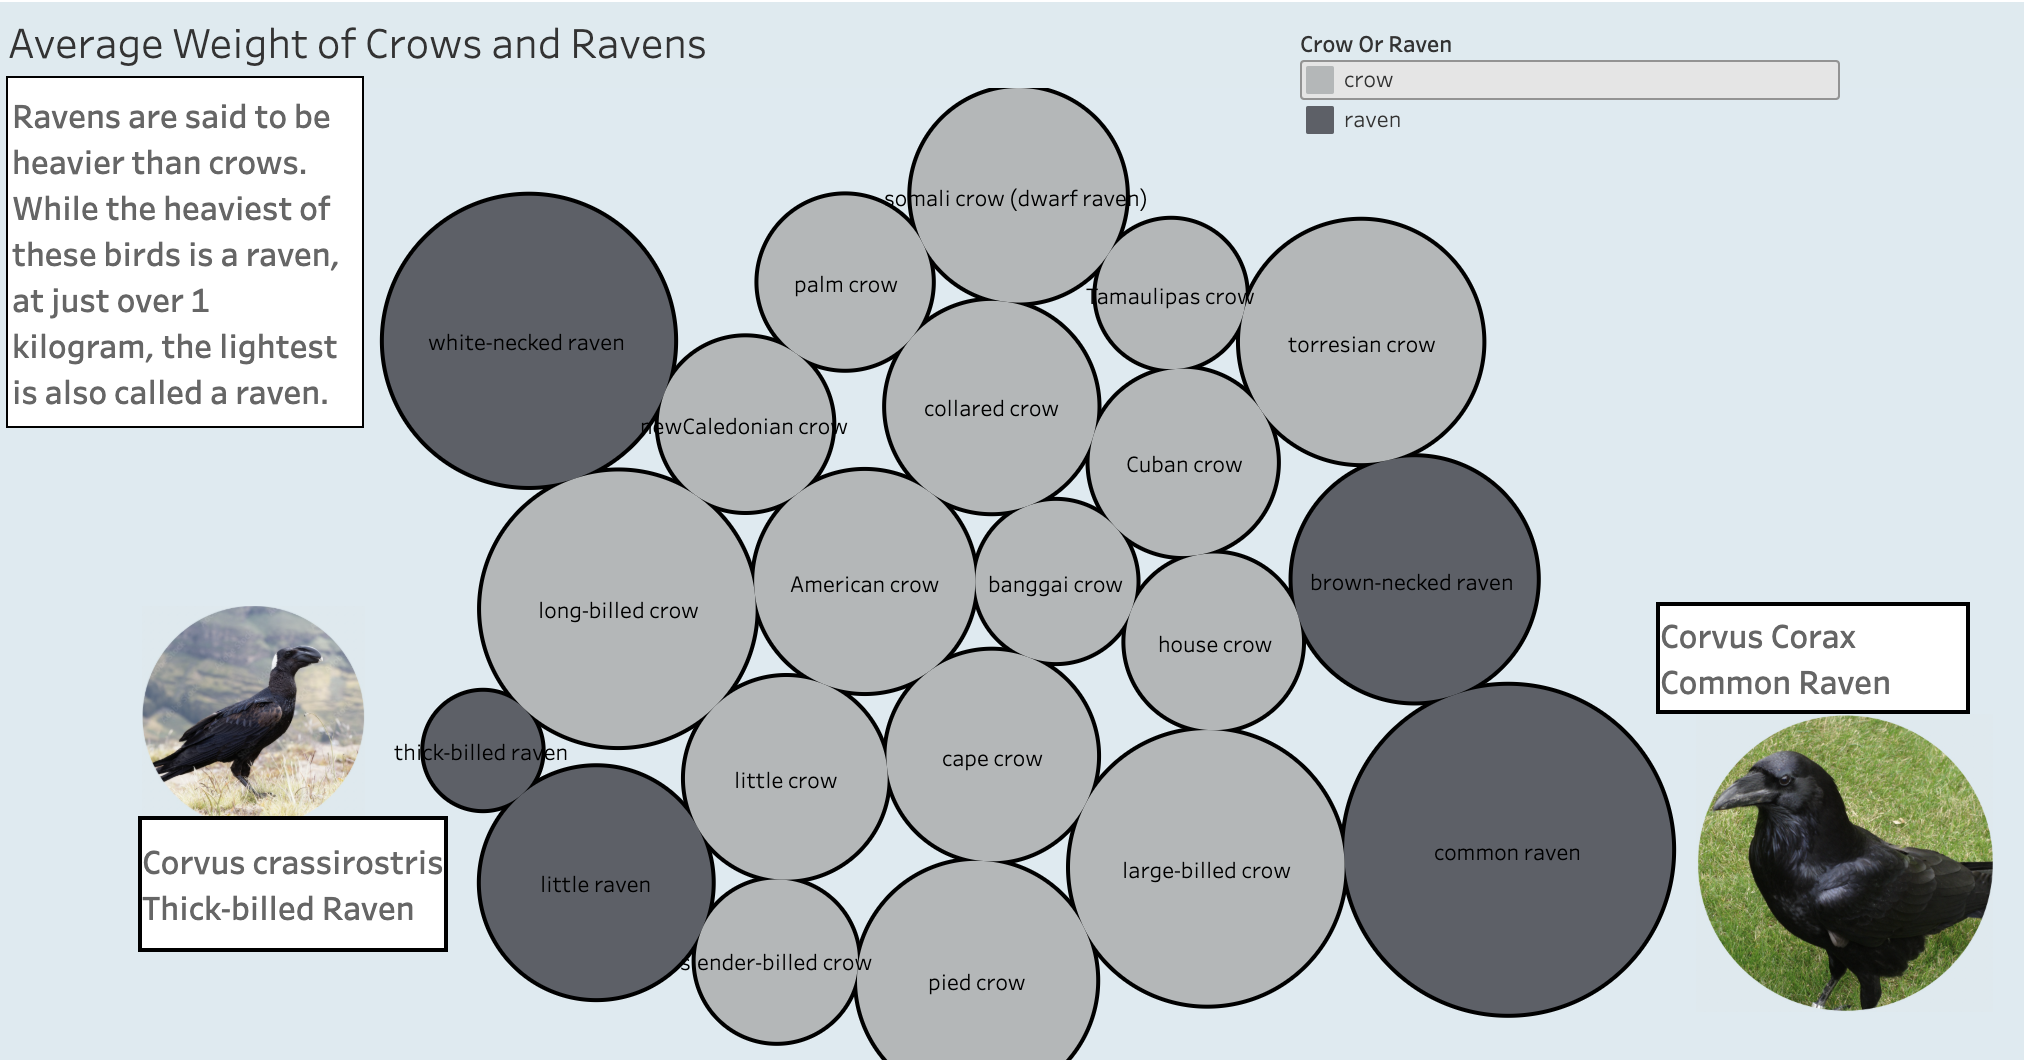 Average Weight of Crows and Ravens
Ravens are said to be
heavier than crows.
While the heaviest of
these birds is a raven,
at just over 1
kilogram, the lightest
is also called a raven.
Crow Or Raven
crow
raven
somali crow (dwarf raven)
palm crow
Tamaulipas crow
white-necked raven
torresian crow
collared crow
newCaledonian crow
Cuban crow
American crow
banggai crow
brown-necked raven
long-billed crow
house crow
thick-billed raven
cape crow
little crow
common raven
large-billed crow
little raven
slender-billed crow
pied crow
Corvus Corax
Common Raven
Corvus crassirostris
Thick-billed Raven